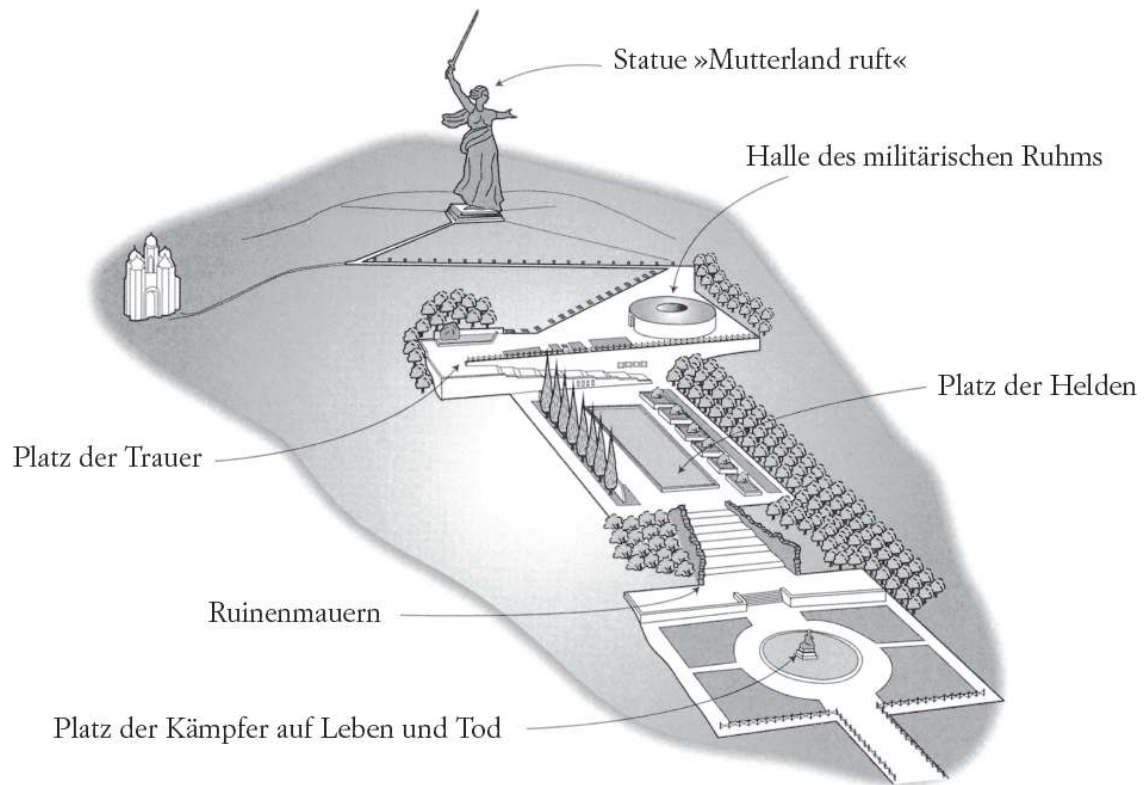 Statue »Mutterland ruft«
Halle des militärischen Ruhms
Platz der Helden
Platz der Trauer
Ruinenmauern
Platz der Kämpfer auf Leben und Tod